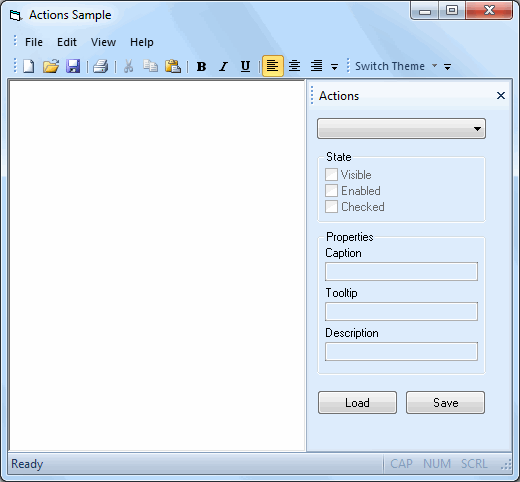 Actions Sample
File Edit View Help
B I U Switch Theme
Actions
State
Visible
Enabled
Checked
Properties
Caption
Tooltip
Description
Load Save
Ready CAP NUM SCRL